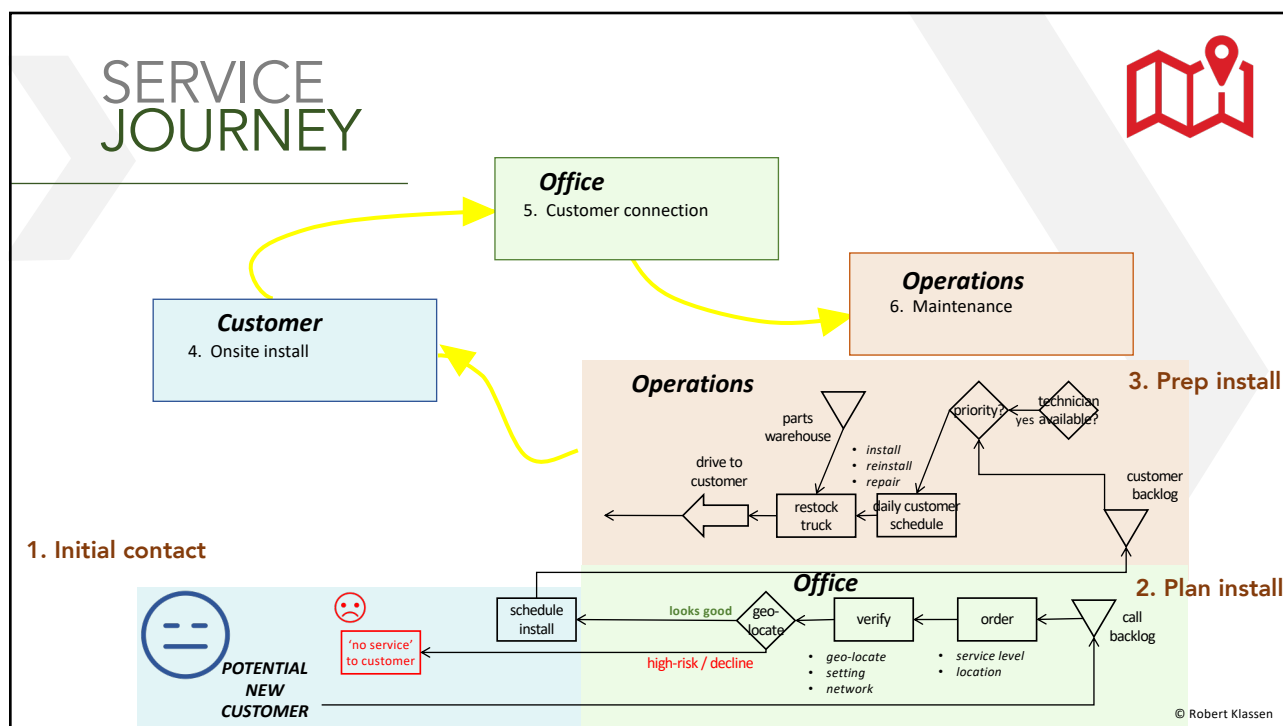 SERVICE
JOURNEY
Office
5. Customer connection
Operations
6. Maintenance
Customer
4. Onsite install
Operations
3. Prep install
parts
warehouse
priority?
yes
technician
available?
• install
• reinstall
• repair
drive to
customer
customer
backlog
restock
truck
daily customer
schedule
1. Initial contact
Office
2. Plan install
schedule
install
looks good
geo-
locate
verify
order
call
backlog
'no service'
to customer
high-risk / decline
• geo-locate
• setting
• network
• service level
• location
POTENTIAL
NEW
CUSTOMER
© Robert Klassen